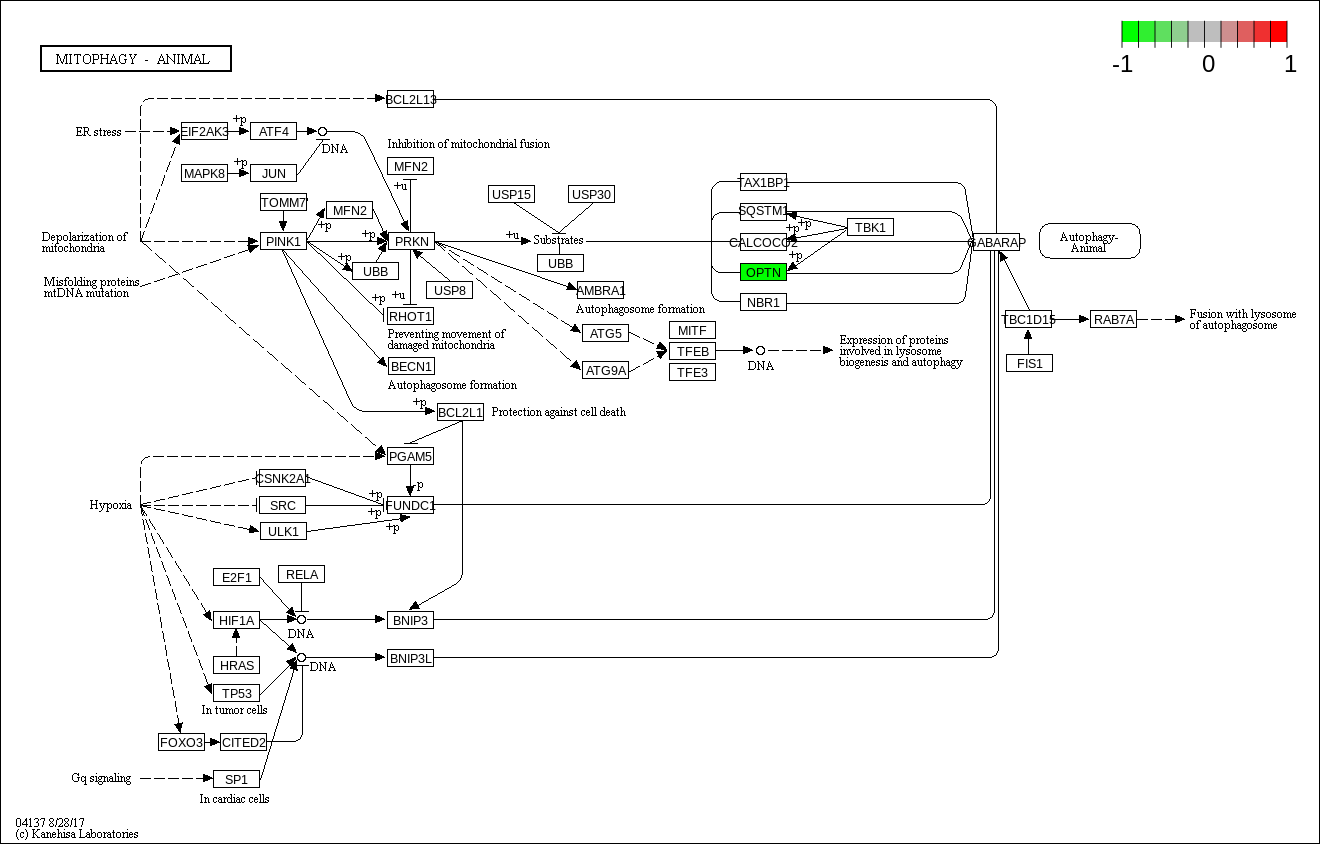 MITOPHAGY - ANIMAL
-1 0 1
BCL2L13
ER stress
EIF2AK3
+p
ATF4
DNA
Inhibition of mitochondrial fusion
MAPK8
+p
JUN
MFN2
+u
TOMM7
MFN2
+p
USP15
USP30
TAX1BP1
SQSTM1
+p
+p
TBK1
Depolarization of
mitochondria
PINK1
+p
PRKN
+u
Substrates
CALCOCO2
GABARAP
Autophagy-
Animal
+p
UBB
UBB
+p
OPTN
Misfolding proteins
mtDNA mutation
+p
+u
USP8
AMBRA1
NBR1
Autophagosome formation
RHOT1
TBC1D15
RAB7A
Fusion with lysosome
of autophagosome
Preventing movement of
damaged mitochondria
ATG5
MITF
TFEB
TFE3
DNA
Expression of proteins
involved in lysosome
biogenesis and autophagy
FIS1
BECN1
ATG9A
Autophagosome formation
+p
BCL2L1
Protection against cell death
PGAM5
-p
CSNK2A1
+p
Hypoxia
SRC
+p
FUNDC1
ULK1
+p
E2F1
RELA
HIF1A
DNA
BNIP3
HRAS
DNA
BNIP3L
TP53
In tumor cells
FOXO3
CITED2
Gq signaling
SP1
In cardiac cells
04137 8/28/17
(c) Kanehisa Laboratories